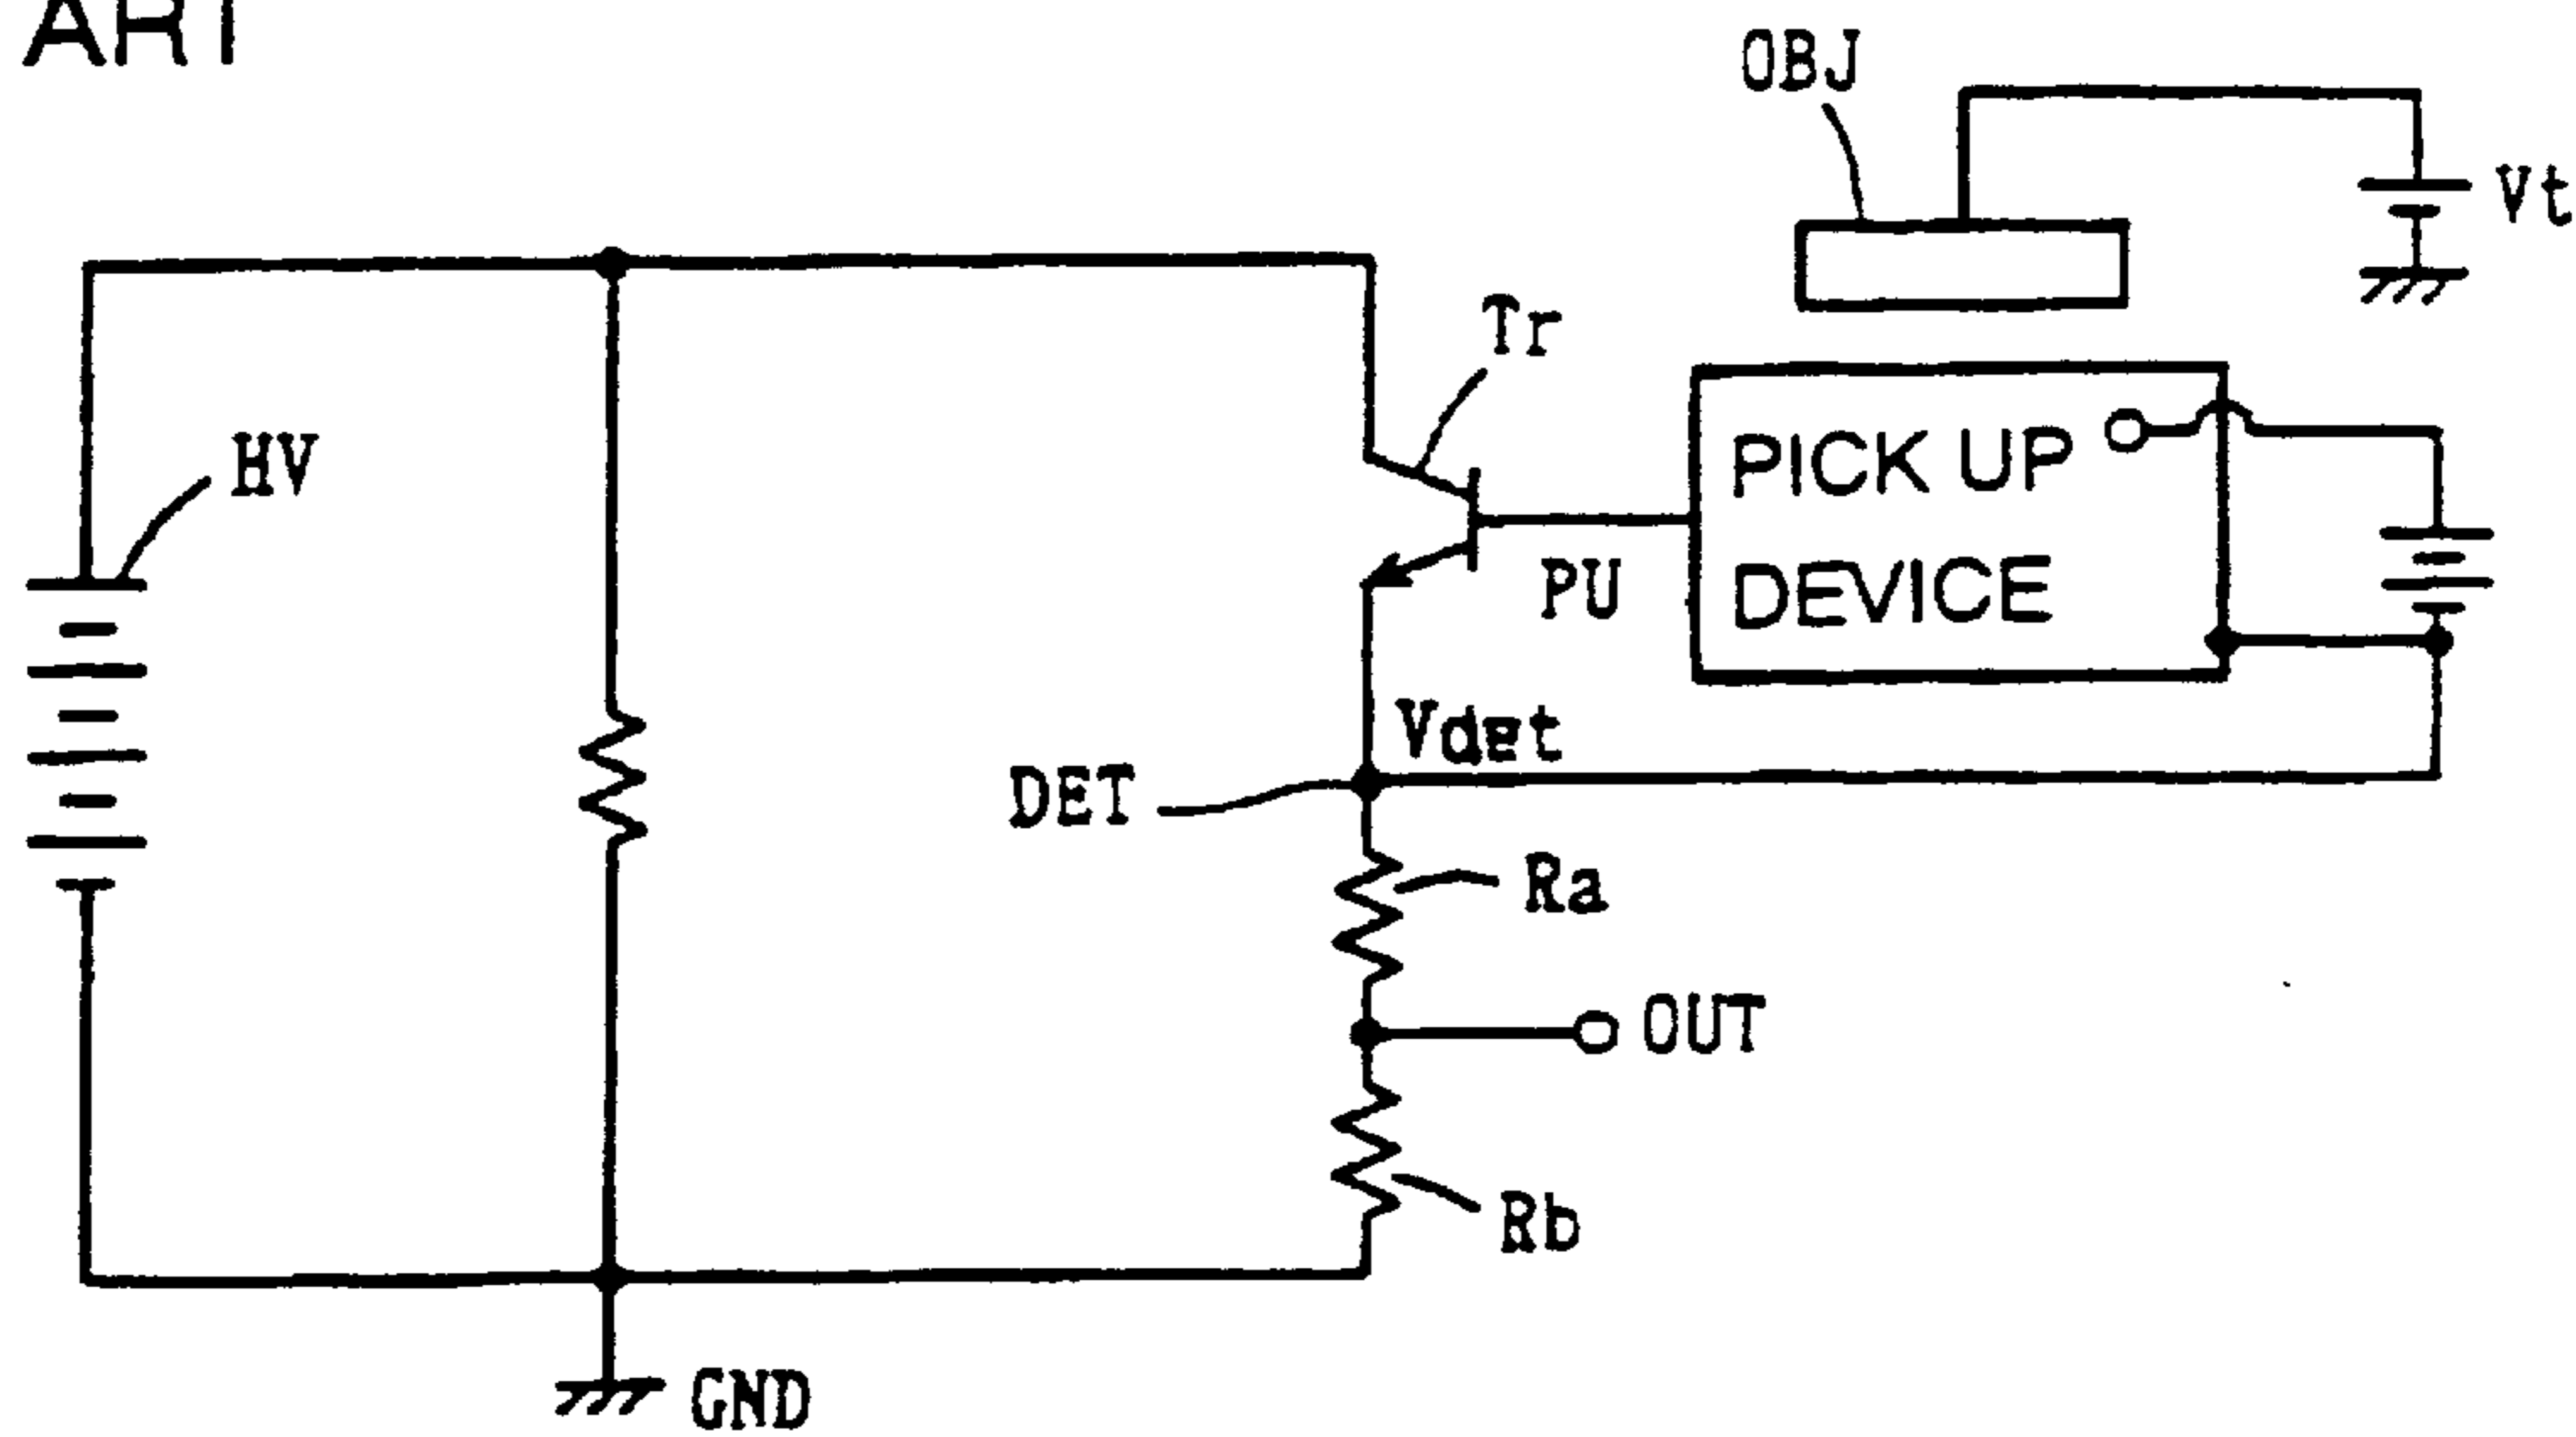 ART
OBJ
Vt
Tr
HV
PICK UP
DEVICE
PU
Vdet
DET
Ra
OUT
Rb
GND